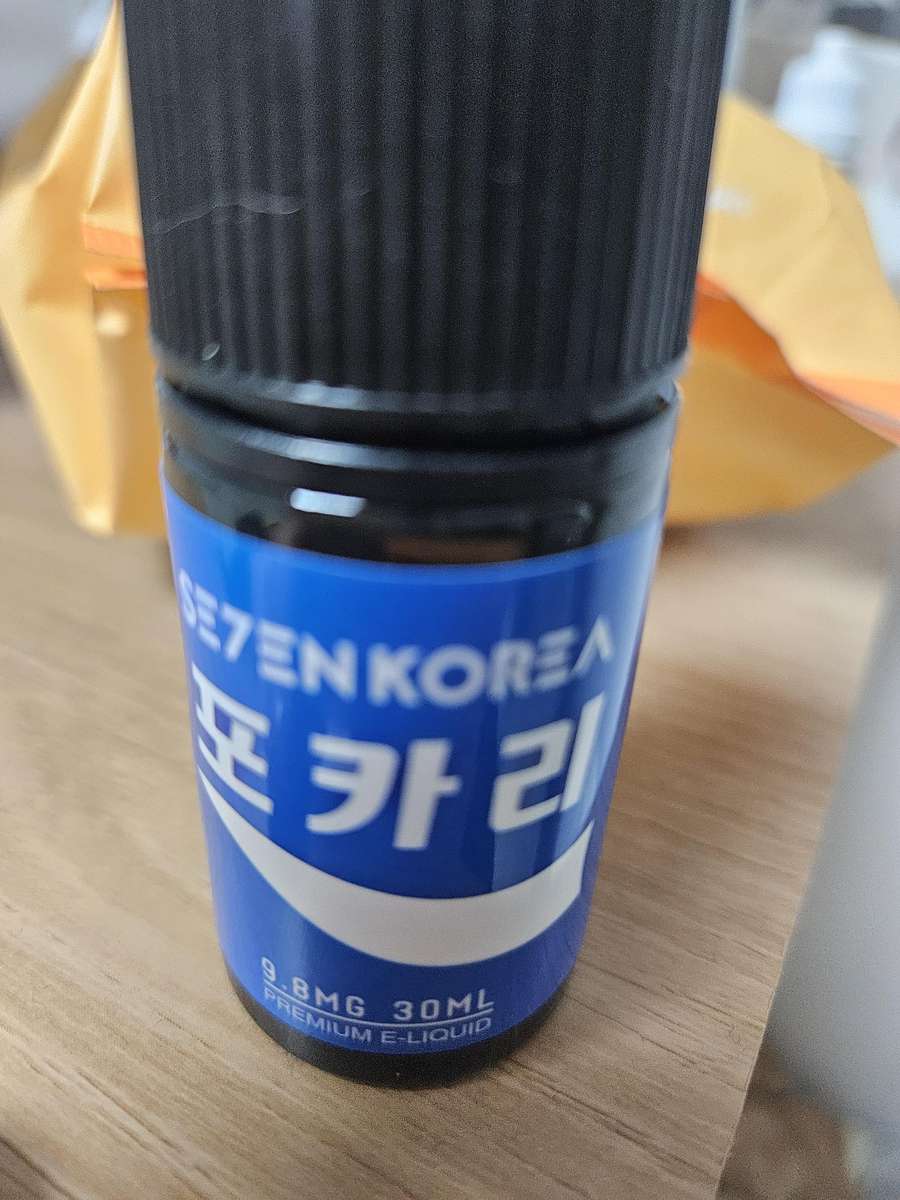 SE7EN KOREA
포카리
9.8MG 30ML
PREMIUM E-LIQUID